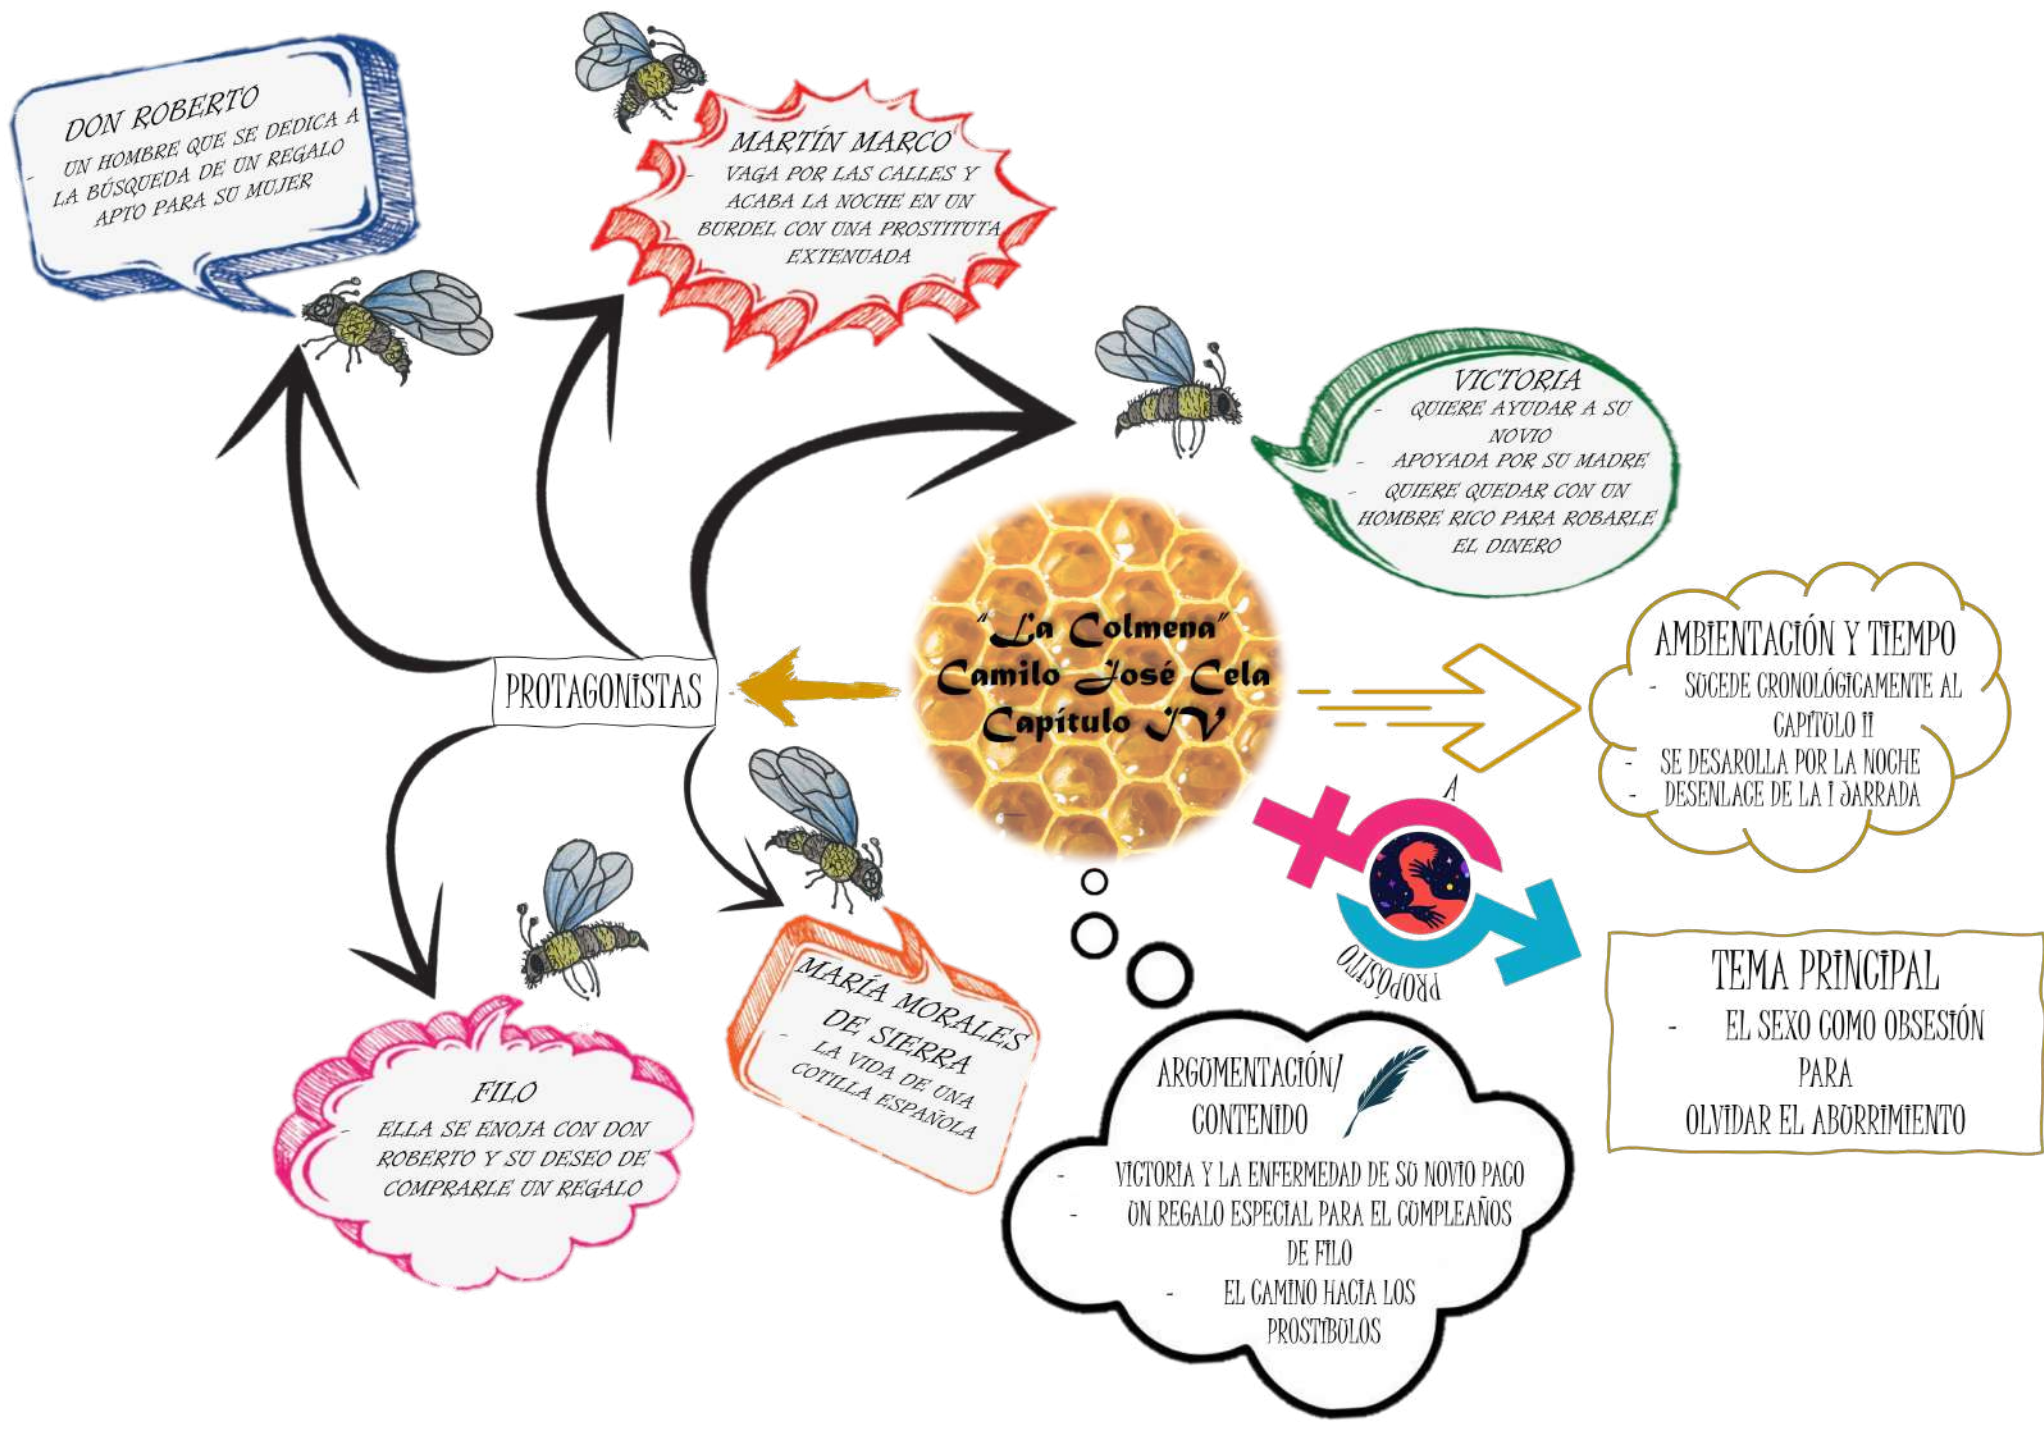 DON ROBERTO
- UN HOMBRE QUE SE DEDICA A
LA BÚSQUEDA DE UN REGALO
APTO PARA SU MUJER
MARTÍN MARCO
- VAGA POR LAS CALLES Y
ACABA LA NOCHE EN UN
BURDEL CON UNA PROSTITUTA
EXTENUADA
VICTORIA
- QUIERE AYUDAR A SU
NOVIO
- APOYADA POR SU MADRE
- QUIERE QUEDAR CON UN
HOMBRE RICO PARA ROBARLE
EL DINERO
PROTAGONISTAS
"La Colmena"
Camilo José Cela
Capítulo IV
AMBIENTACIÓN Y TIEMPO
- SUCEDE CRONOLÓGICAMENTE AL
CAPÍTULO II
- SE DESAROLLA POR LA NOCHE
- DESENLACE DE LA I JARRADA
A
PROPÓSITO
TEMA PRINCIPAL
- EL SEXO COMO OBSESIÓN
PARA
OLVIDAR EL ABURRIMIENTO
FILO
- ELLA SE ENOJA CON DON
ROBERTO Y SU DESEO DE
COMPRARLE UN REGALO
MARÍA MORALES
DE SIERRA
- LA VIDA DE UNA
COTILLA ESPAÑOLA
ARGUMENTACIÓN/
CONTENIDO
- VICTORIA Y LA ENFERMEDAD DE SU NOVIO PACO
- UN REGALO ESPECIAL PARA EL CUMPLEAÑOS
DE FILO
- EL CAMINO HACIA LOS
PROSTIBULOS